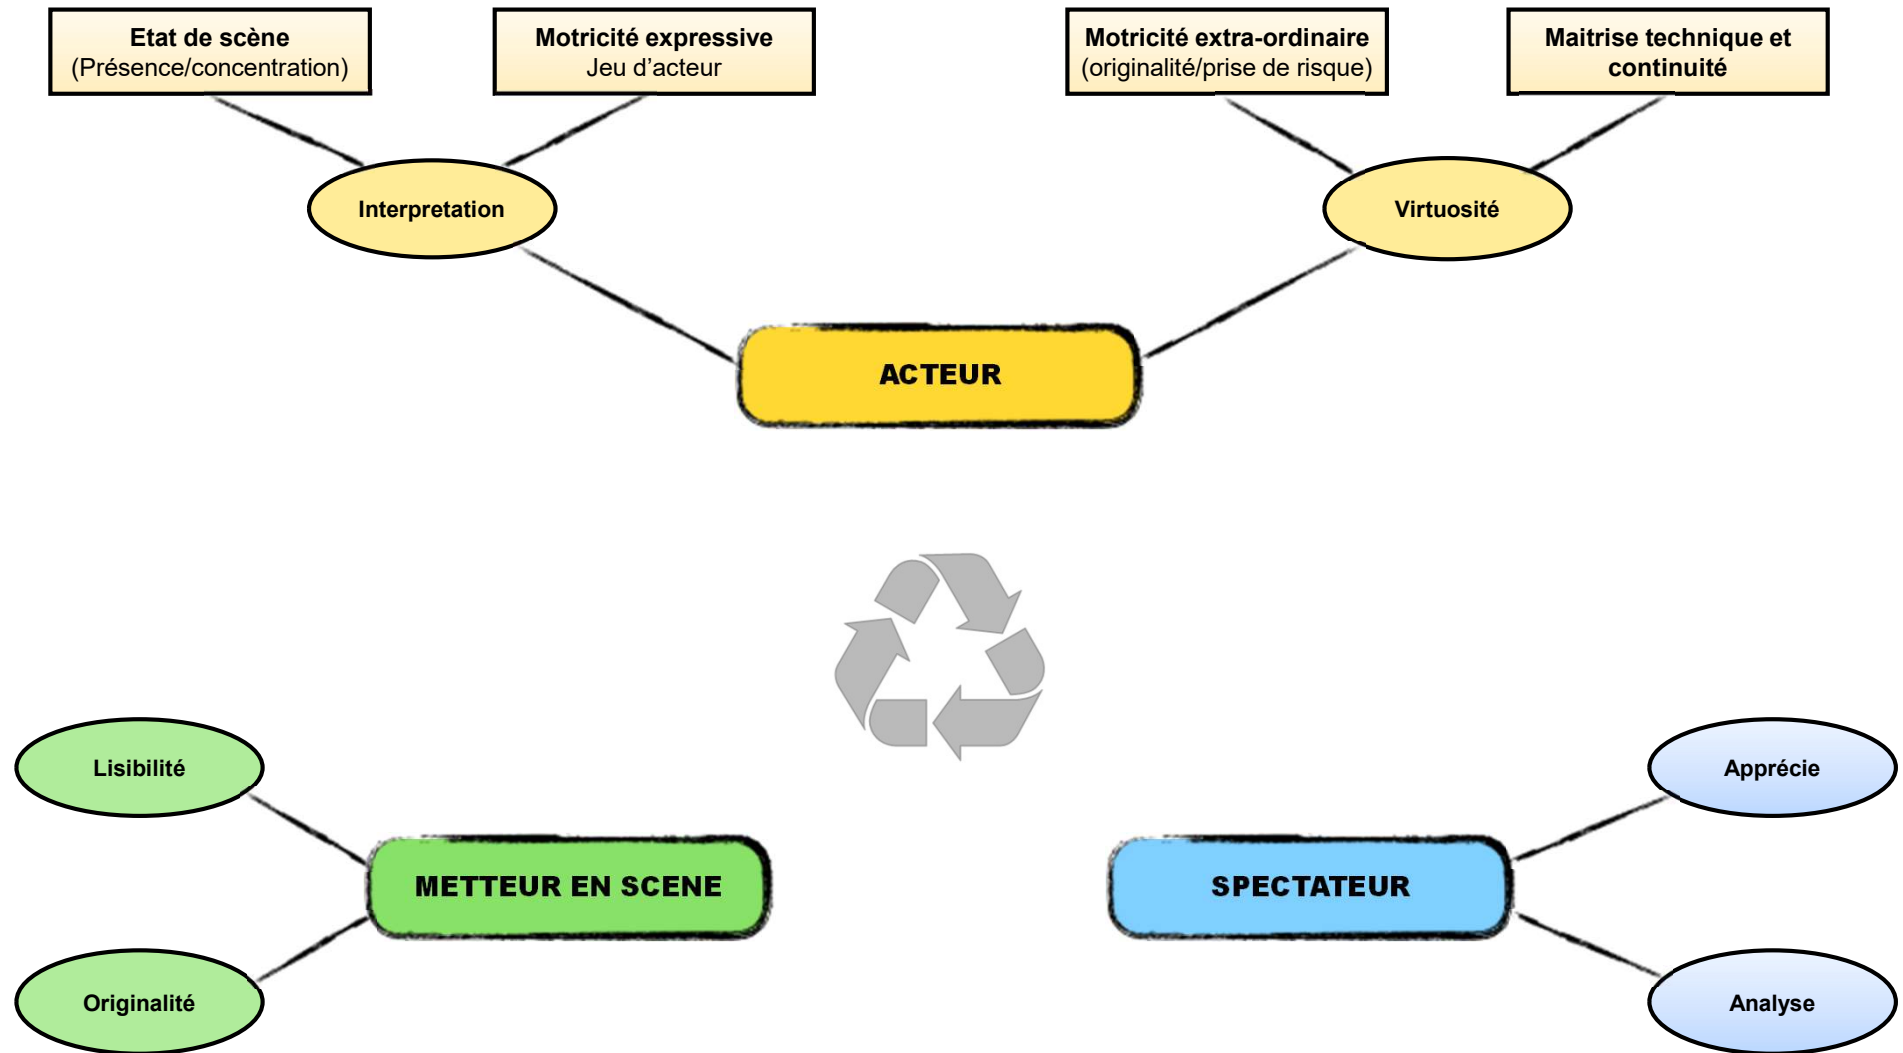 Etat de scène
(Présence/concentration)
Motricité expressive
Jeu d’acteur
Motricité extra-ordinaire
(originalité/prise de risque)
Maitrise technique et
continuité
Interpretation
Virtuosité
ACTEUR
Lisibilité
Apprécie
METTEUR EN SCENE
SPECTATEUR
Originalité
Analyse